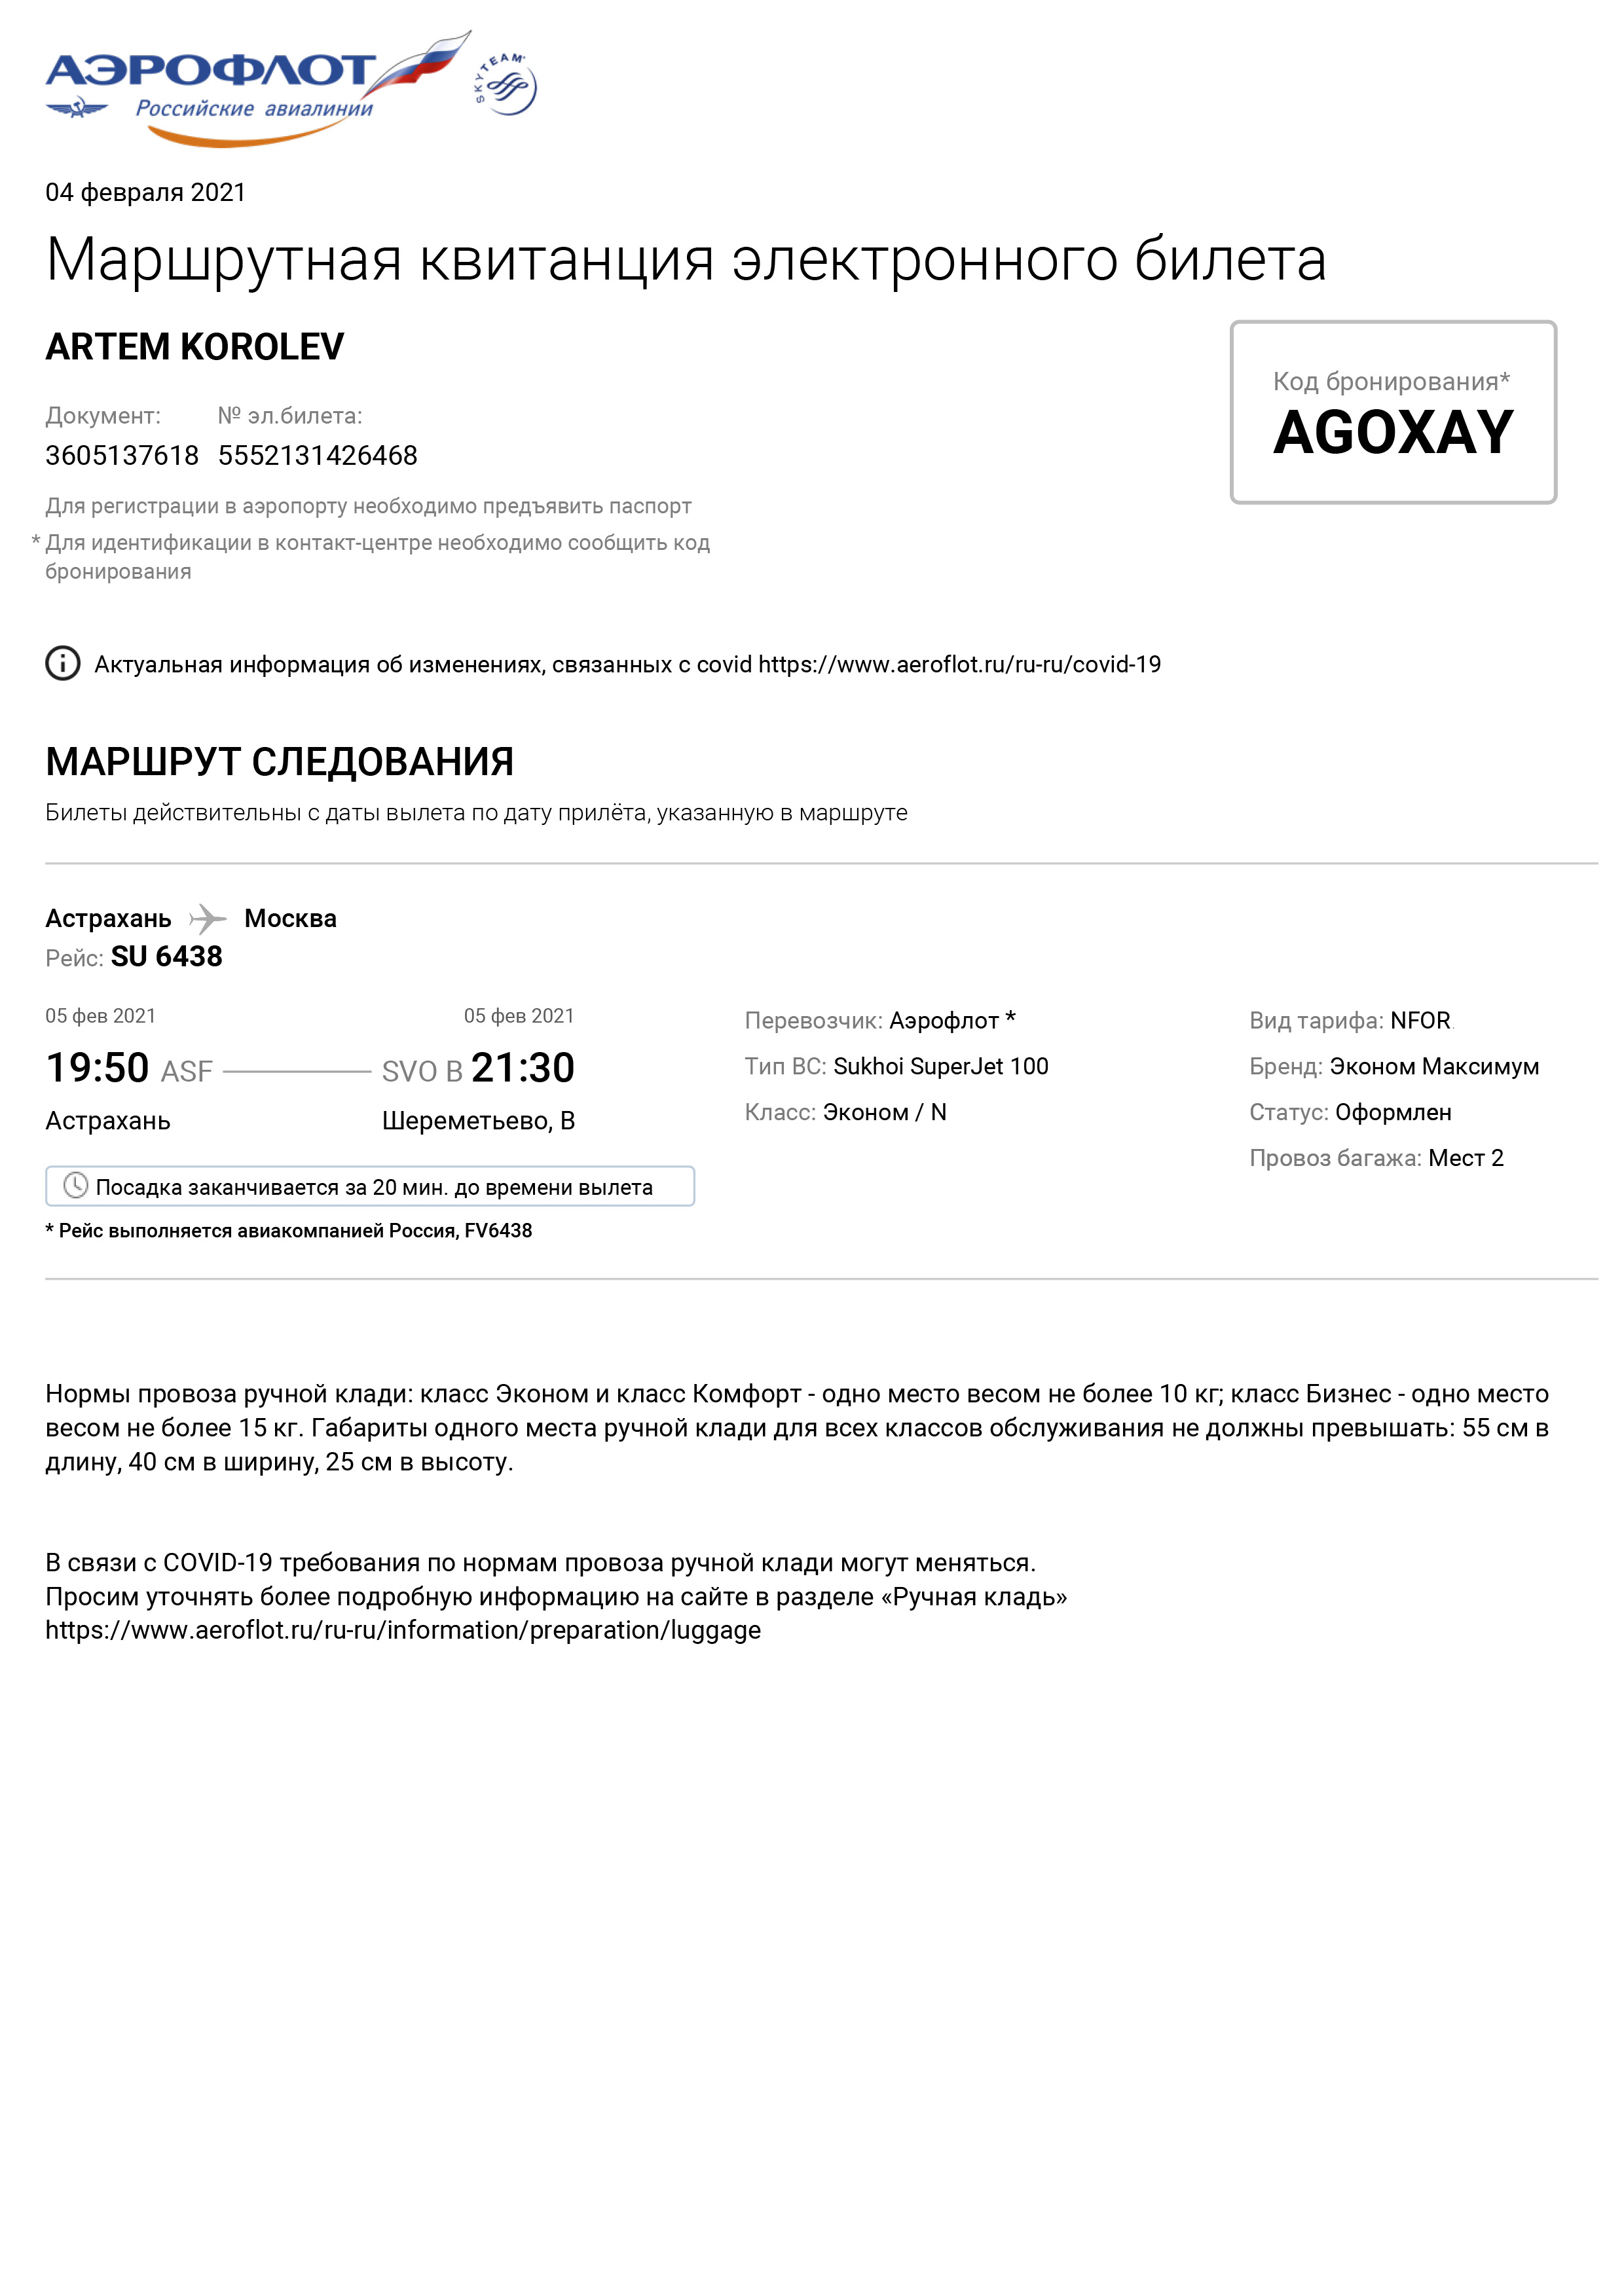 АЭРОФЛОТ
Российские авиалинии
SKYTEAM
04 февраля 2021
Маршрутная квитанция электронного билета
ARTEM KOROLEV
Документ: № эл.билета:
3605137618 5552131426468
Код бронирования*
AGOXAY
Для регистрации в аэропорту необходимо предъявить паспорт
* Для идентификации в контакт-центре необходимо сообщить код
бронирования
Актуальная информация об изменениях, связанных с covid https://www.aeroflot.ru/ru-ru/covid-19
МАРШРУТ СЛЕДОВАНИЯ
Билеты действительны с даты вылета по дату прилёта, указанную в маршруте
Астрахань Москва
Рейс: SU 6438
05 фев 2021 05 фев 2021
19:50 ASF SVO B 21:30
Астрахань Шереметьево, B
Посадка заканчивается за 20 мин. до времени вылета
* Рейс выполняется авиакомпанией Россия, FV6438
Перевозчик: Аэрофлот *
Тип ВС: Sukhoi SuperJet 100
Класс: Эконом / N
Вид тарифа: NFOR
Бренд: Эконом Максимум
Статус: Оформлен
Провоз багажа: Мест 2
Нормы провоза ручной клади: класс Эконом и класс Комфорт - одно место весом не более 10 кг; класс Бизнес - одно место
весом не более 15 кг. Габариты одного места ручной клади для всех классов обслуживания не должны превышать: 55 см в
длину, 40 см в ширину, 25 см в высоту.
В связи с COVID-19 требования по нормам провоза ручной клади могут меняться.
Просим уточнять более подробную информацию на сайте в разделе «Ручная кладь»
https://www.aeroflot.ru/ru-ru/information/preparation/luggage